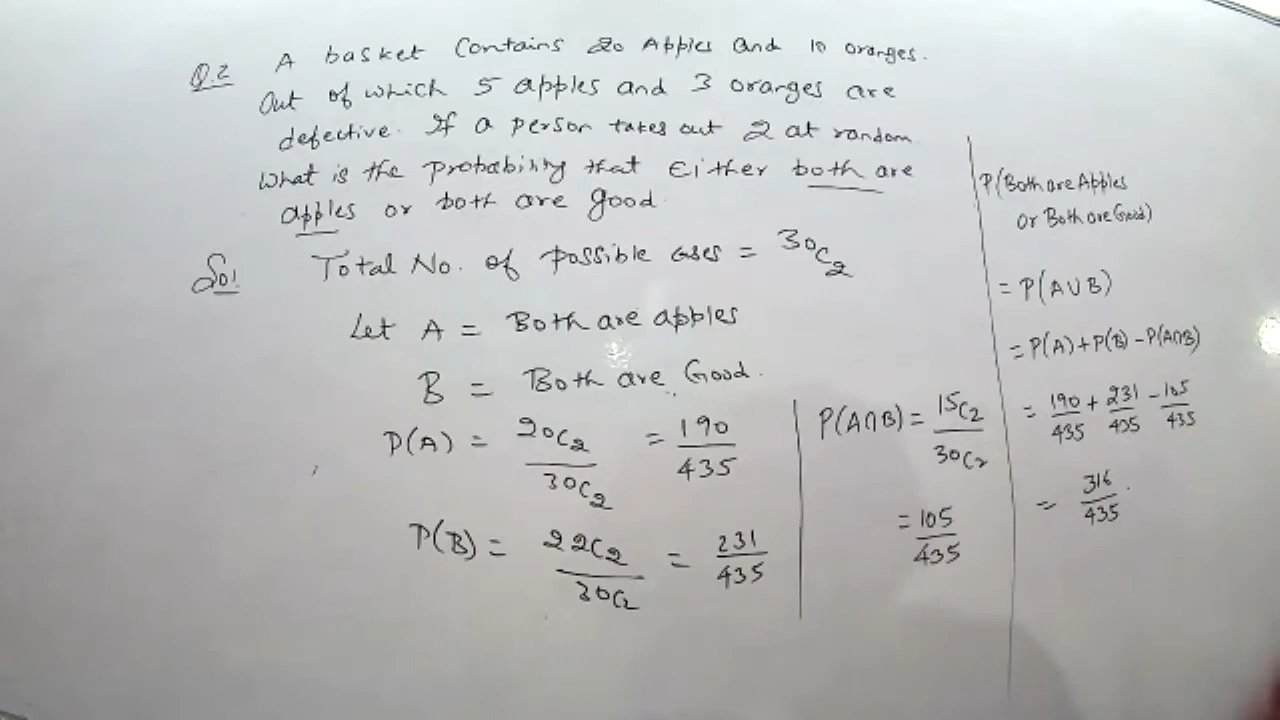 Q.2 A basket Contains 20 Apples and 10 oranges.
Out of which 5 apples and 3 oranges are
defective. If a person takes out 2 at random
What is the Probability that Either both are
apples or both are good
Sol Total No. of possible cases = 30C2
Let A = Both are apples
B = Both are Good.
P(A) = 20C2 / 30C2 = 190 / 435
P(B) = 22C2 / 30C2 = 231 / 435
P(A∩B) = 15C2 / 30C2
= 105 / 435
P(Both are Apples
Or Both are Good)
= P(A∪B)
= P(A)+P(B)-P(A∩B)
= 190/435 + 231/435 - 105/435
= 316/435.